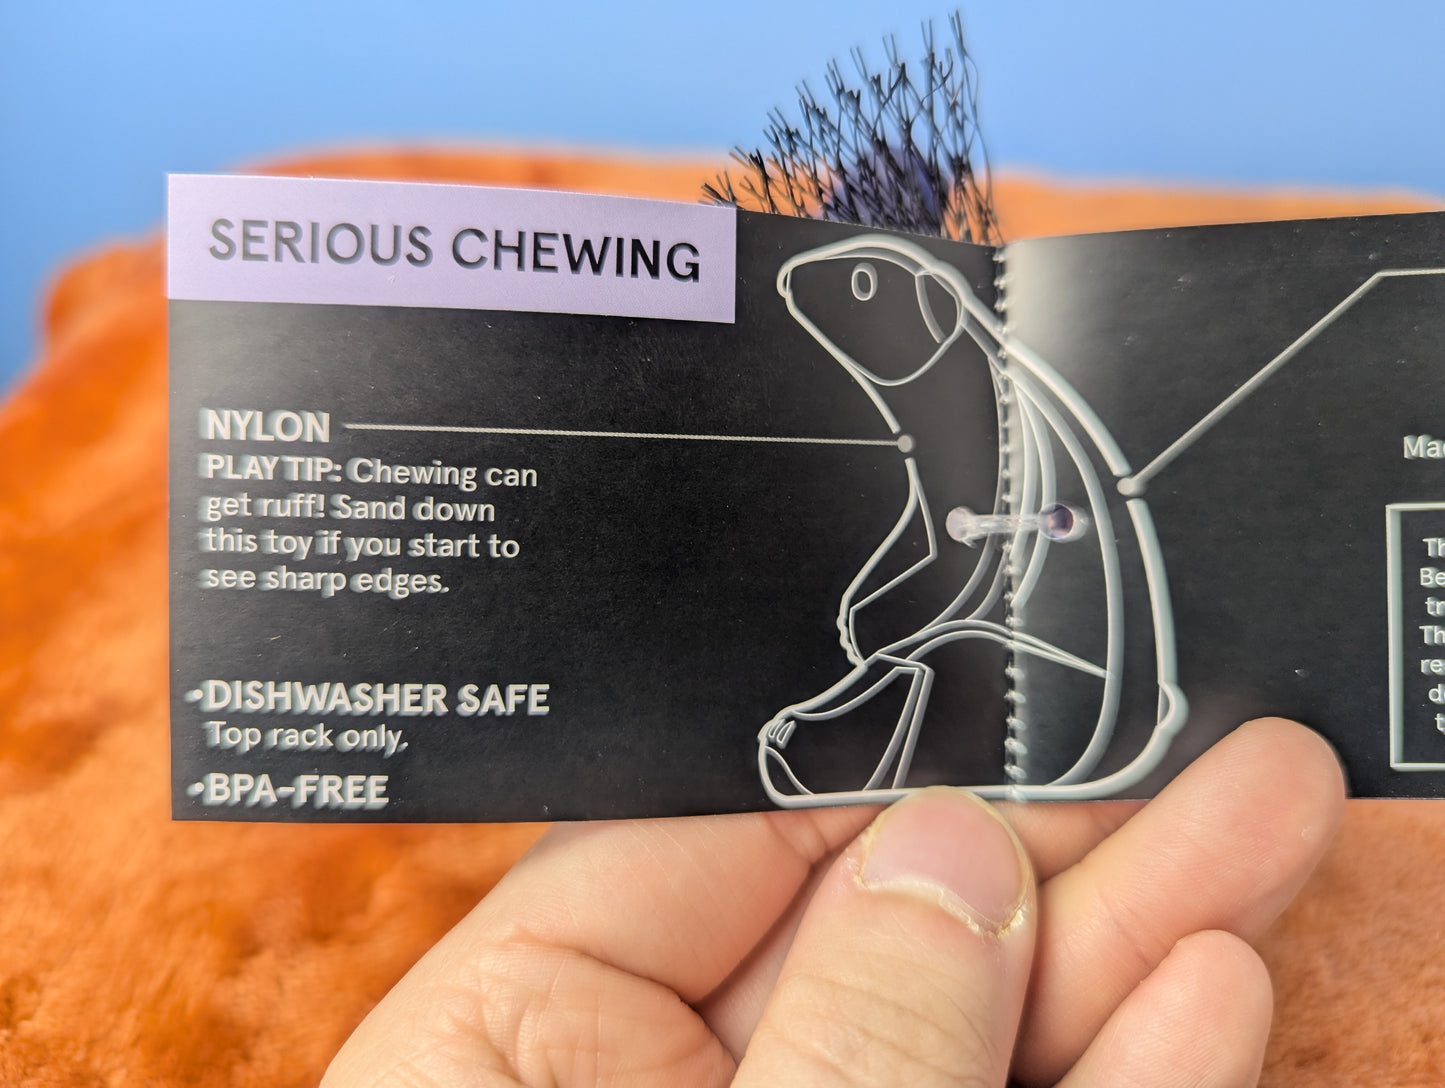 SERIOUS CHEWING
NYLON
PLAY TIP: Chewing can
get ruff! Sand down
this toy if you start to
see sharp edges.
•DISHWASHER SAFE
Top rack only.
•BPA-FREE